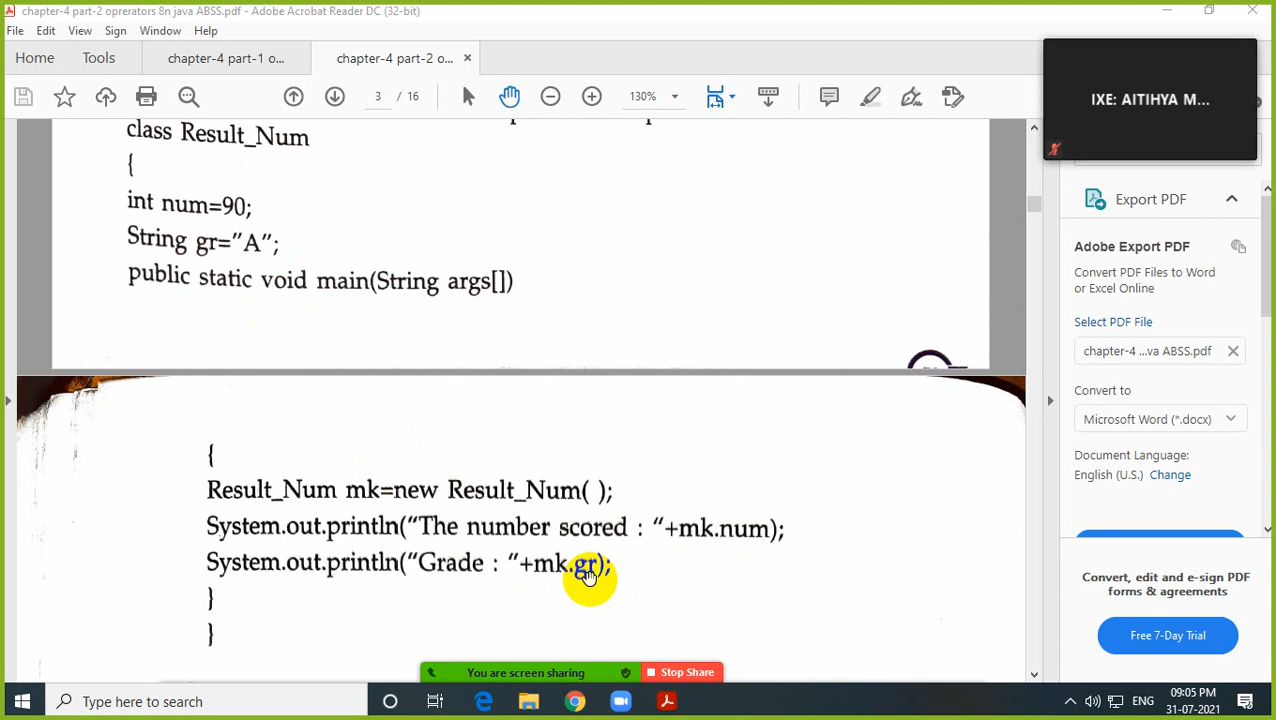 chapter-4 part-2 oprerators 8n java ABSS.pdf - Adobe Acrobat Reader DC (32-bit)
File Edit View Sign Window Help
Home Tools chapter-4 part-1 o... chapter-4 part-2 o... ×
3 / 16 130%
IXE: AITIHYA M...
class Result_Num
{
int num=90;
String gr="A";
public static void main(String args[])
{
Result_Num mk=new Result_Num( );
System.out.println("The number scored : "+mk.num);
System.out.println("Grade : "+mk.gr);
}
}
Export PDF
Adobe Export PDF
Convert PDF Files to Word
or Excel Online
Select PDF File
chapter-4 ...va ABSS.pdf
Convert to
Microsoft Word (*.docx)
Document Language:
English (U.S.) Change
Convert, edit and e-sign PDF
forms & agreements
Free 7-Day Trial
You are screen sharing Stop Share
Type here to search
ENG
09:05 PM
31-07-2021